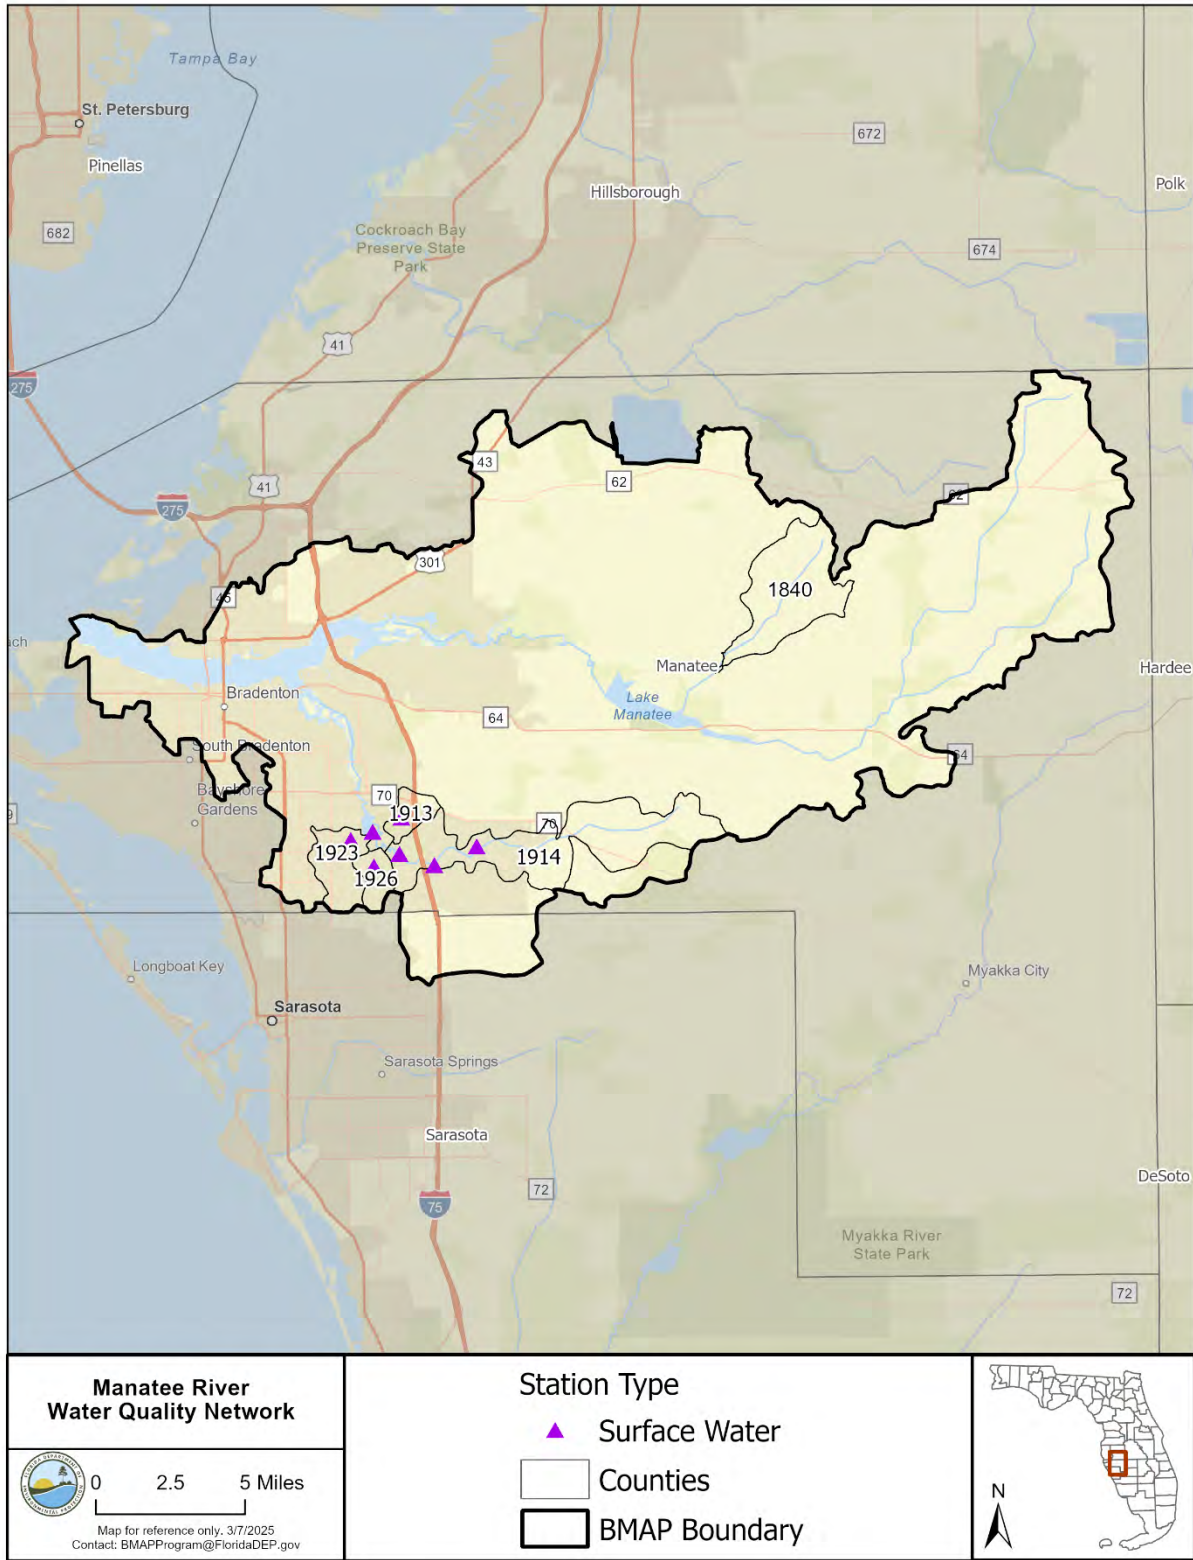 Tampa Bay
St. Petersburg
Pinellas
672
Hillsborough
Polk
682
Cockroach Bay
Preserve State
Park
674
41
275
43
41
62
62
275
301
1840
ach
Manatee
Hardee
Lake
Manatee
Bradenton
64
South Bradenton
64
Bayshore
Gardens
70
1913
70
9
1923
1914
1926
Longboat Key
Myakka City
Sarasota
Sarasota Springs
Sarasota
DeSoto
72
75
Myakka River
State Park
72
Manatee River
Water Quality Network
0 2.5 5 Miles
Map for reference only. 3/7/2025
Contact: BMAPProgram@FloridaDEP.gov
Station Type
Surface Water
Counties
BMAP Boundary
N